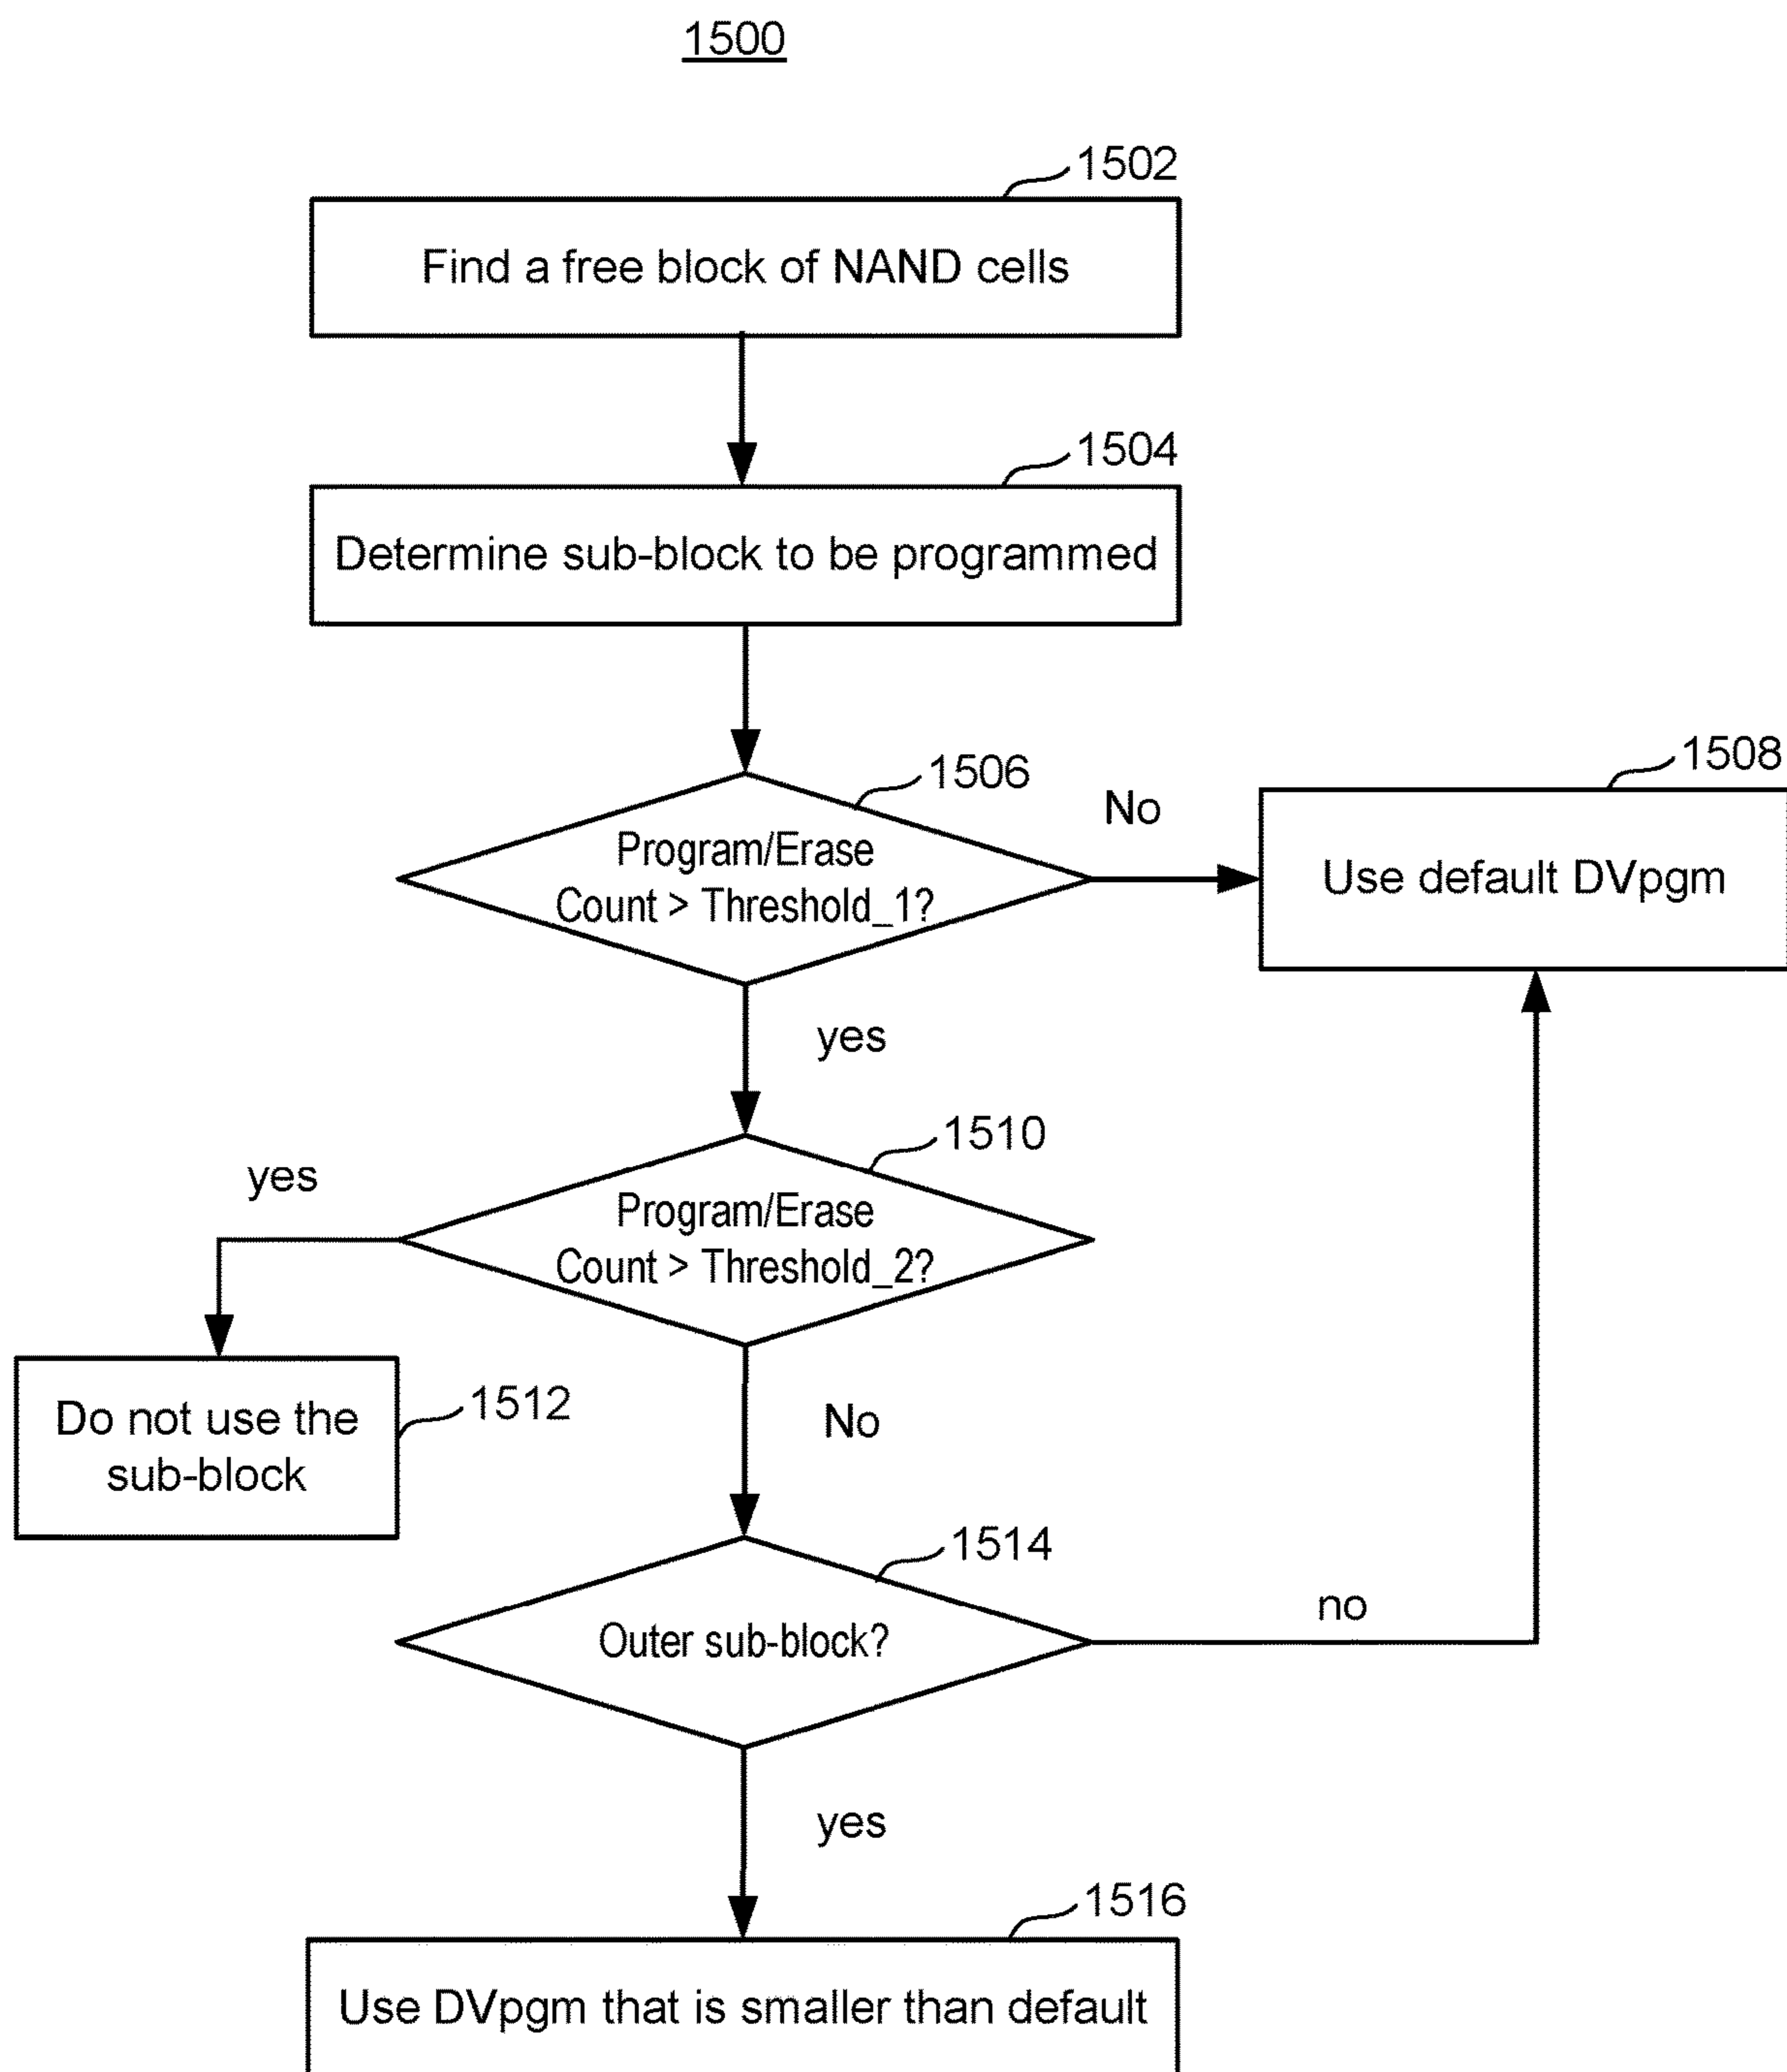 1500
1502
Find a free block of NAND cells
1504
Determine sub-block to be programmed
1506
Program/Erase
Count > Threshold_1?
No
1508
Use default DVpgm
yes
1510
Program/Erase
Count > Threshold_2?
yes
1512
Do not use the
sub-block
No
1514
Outer sub-block?
no
yes
1516
Use DVpgm that is smaller than default